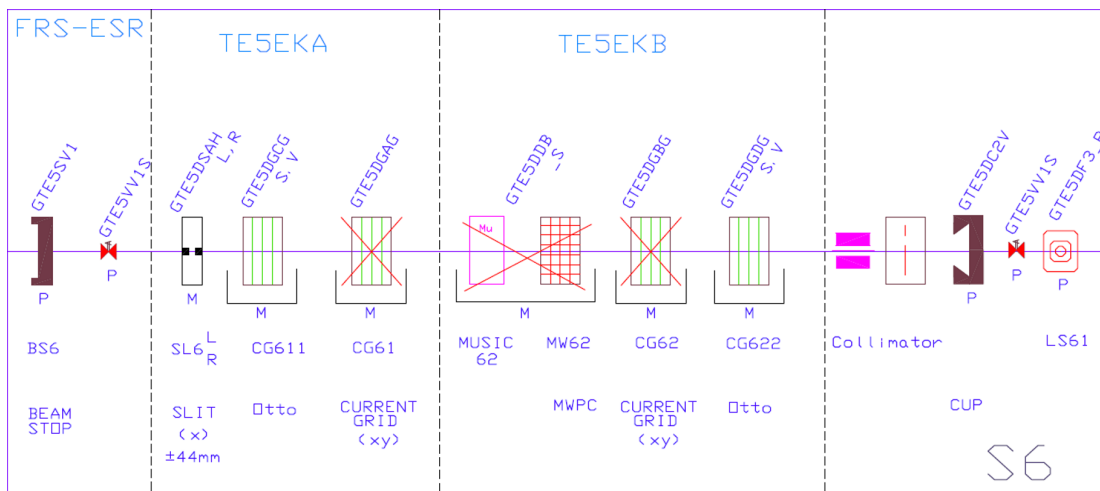 FRS-ESR
TE5EKA
TE5EKB
GTE5SV1
GTE5VV1S
GTE5DSAH
L,R
GTE5DGCG
S.V
GTE5DGAG
GTE5DDB
_S
GTE5DGBG
GTE5DGDG
S.V
GTE5DC2V
GTE5VV1S
GTE5DF3_P
Mu
P
P
M
M
M
M
M
M
P
P
P
BS6
SL6 L
R
CG611
CG61
MUSIC
62
MW62
CG62
CG622
Collimator
LS61
BEAM
STOP
SLIT
(x)
±44mm
Otto
CURRENT
GRID
(xy)
MWPC
CURRENT
GRID
(xy)
Otto
CUP
S6